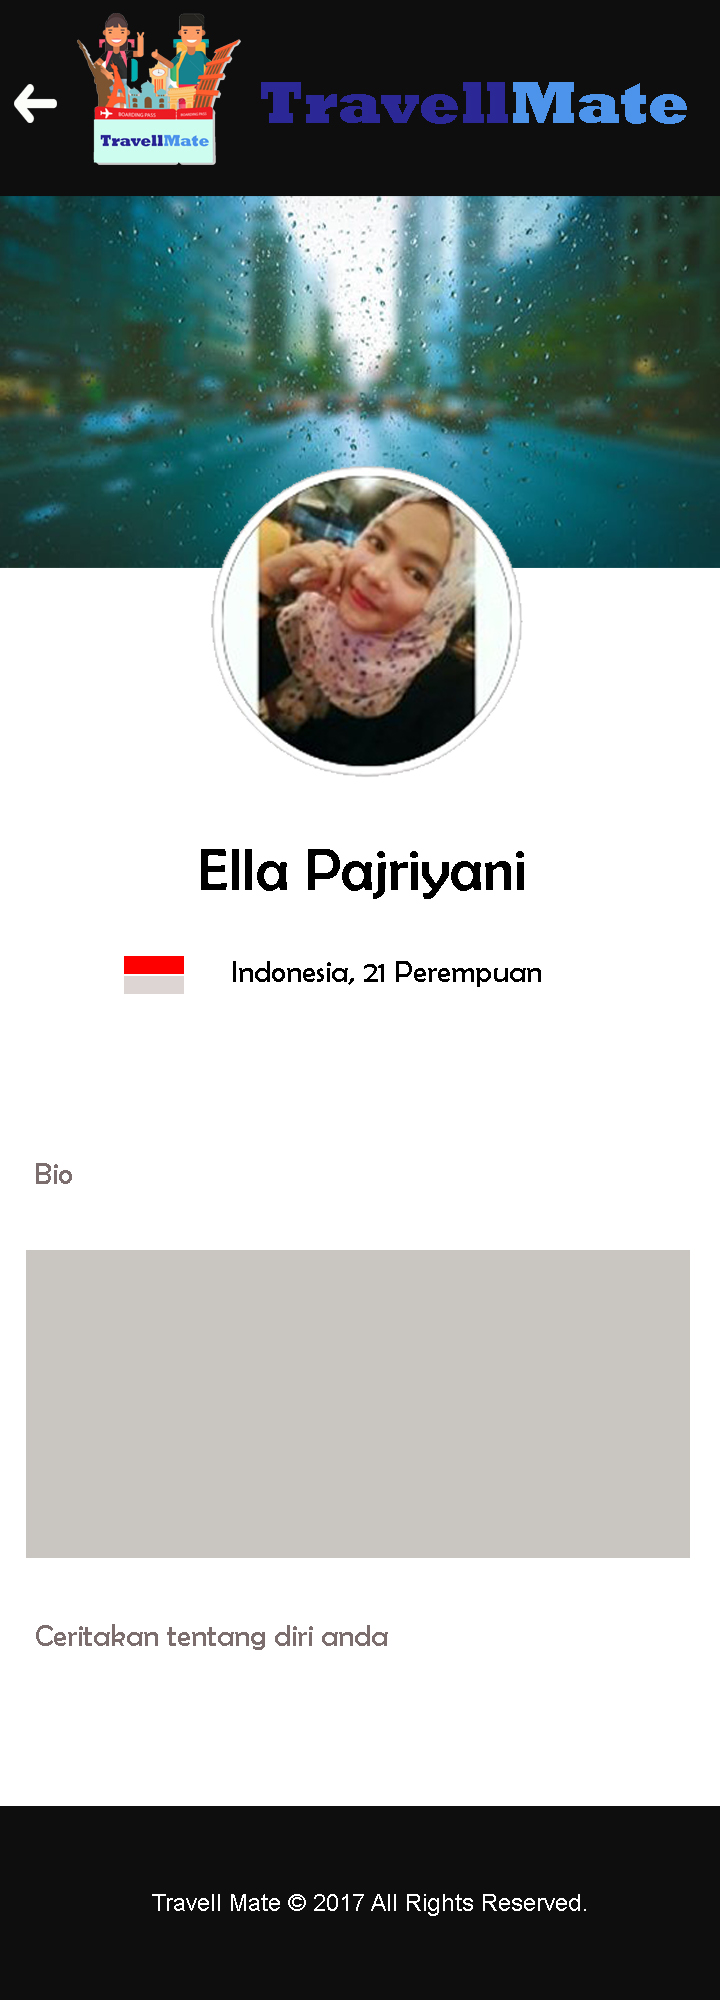 BOARDING PASS
BOARDING PASS
TravellMate
TravellMate
Ella Pajriyani
Indonesia, 21 Perempuan
Bio
Ceritakan tentang diri anda
Travell Mate © 2017 All Rights Reserved.